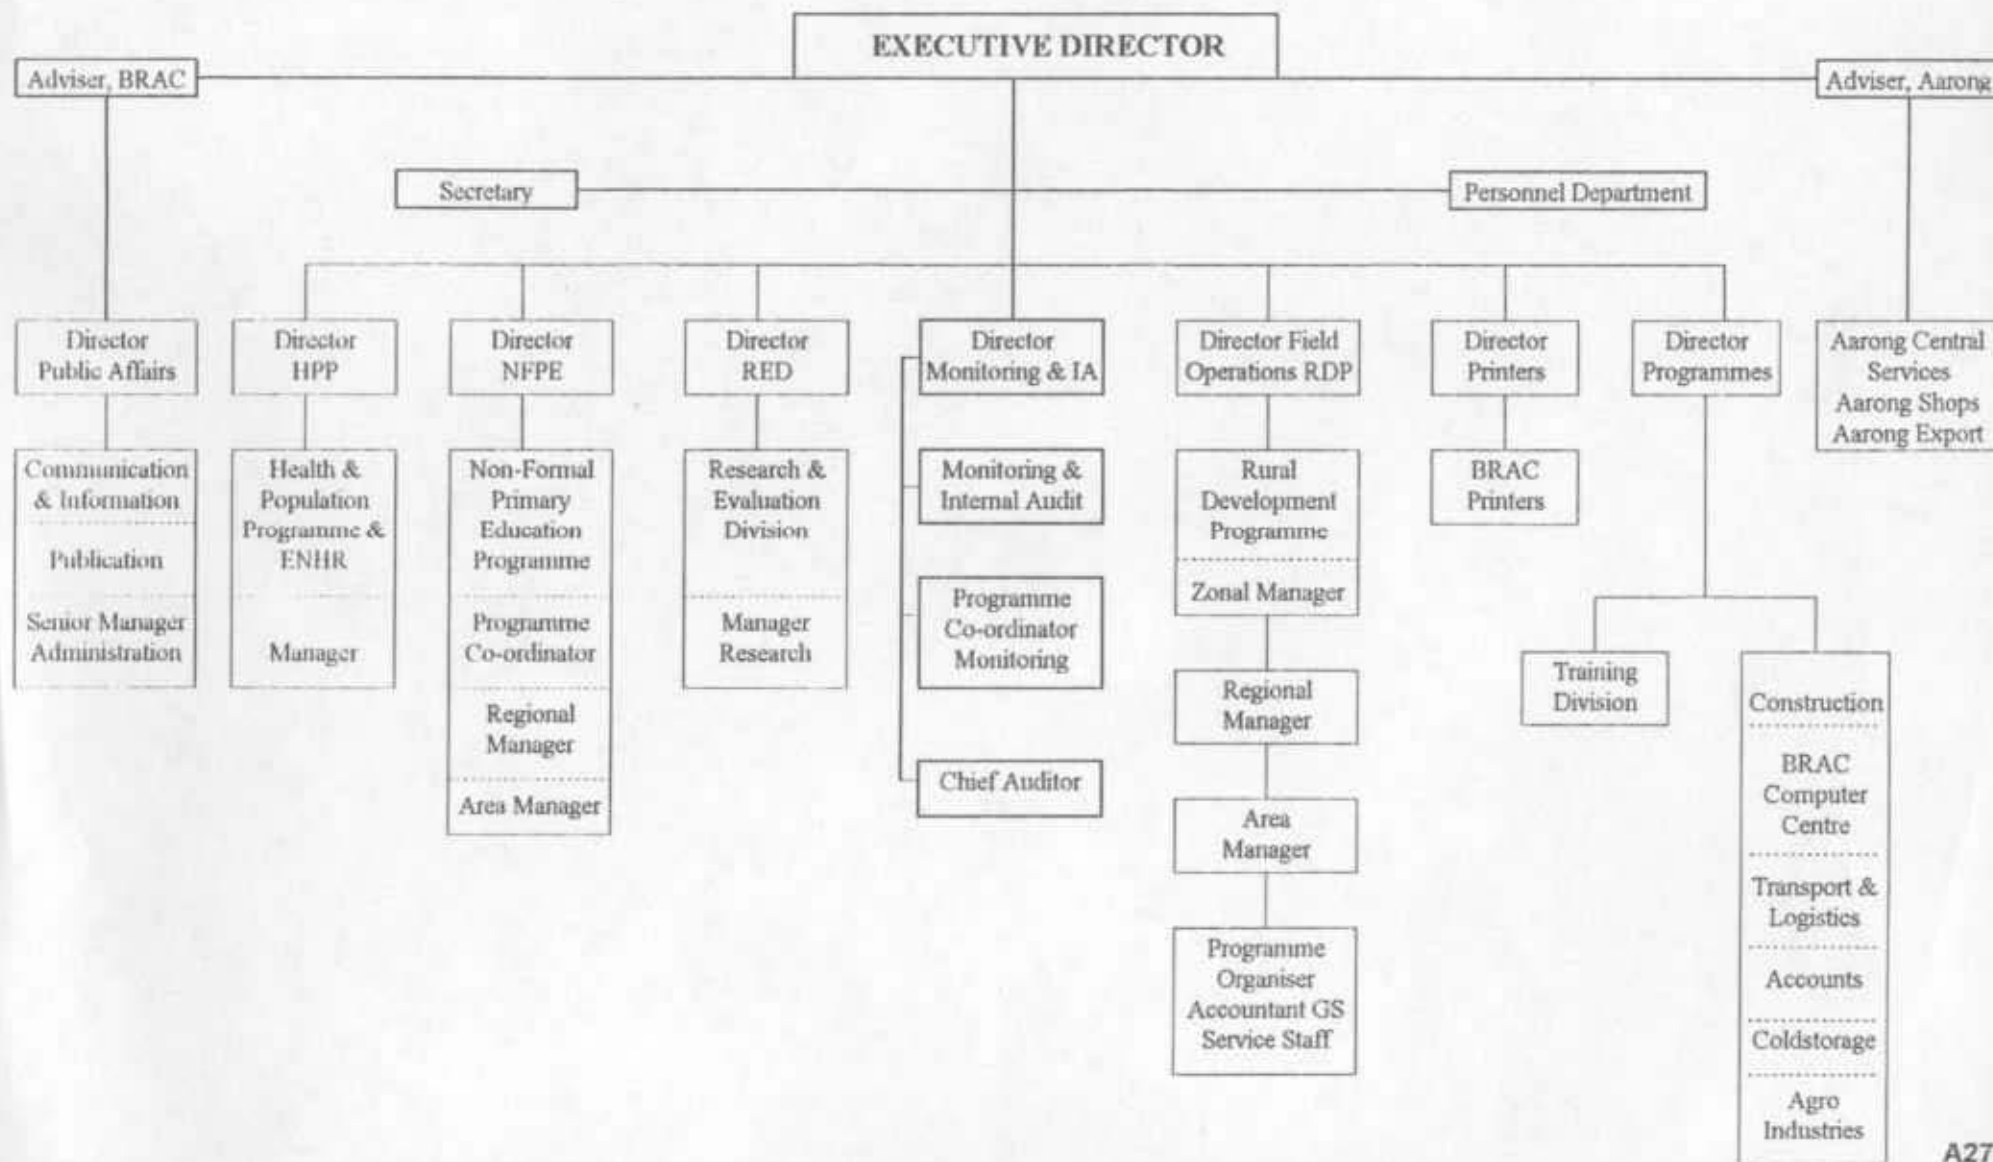 EXECUTIVE DIRECTOR
Adviser, BRAC
Adviser, Aarong
Secretary
Personnel Department
Director
Public Affairs
Director
HPP
Director
NFPE
Director
RED
Director
Monitoring & IA
Director Field
Operations RDP
Director
Printers
Director
Programmes
Aarong Central
Services
Aarong Shops
Aarong Export
Communication
& Information
Publication
Senior Manager
Administration
Health &
Population
Programme &
ENHR
Manager
Non-Formal
Primary
Education
Programme
Programme
Co-ordinator
Regional
Manager
Area Manager
Research &
Evaluation
Division
Manager
Research
Monitoring &
Internal Audit
Programme
Co-ordinator
Monitoring
Chief Auditor
Rural
Development
Programme
Zonal Manager
Regional
Manager
Area
Manager
Programme
Organiser
Accountant GS
Service Staff
BRAC
Printers
Training
Division
Construction
BRAC
Computer
Centre
Transport &
Logistics
Accounts
Coldstorage
Agro
Industries
A27